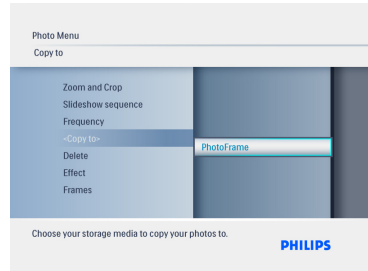 Photo Menu
Copy to
Zoom and Crop
Slideshow sequence
Frequency
<Copy to>
PhotoFrame
Delete
Effect
Frames
Choose your storage media to copy your photos to.
PHILIPS